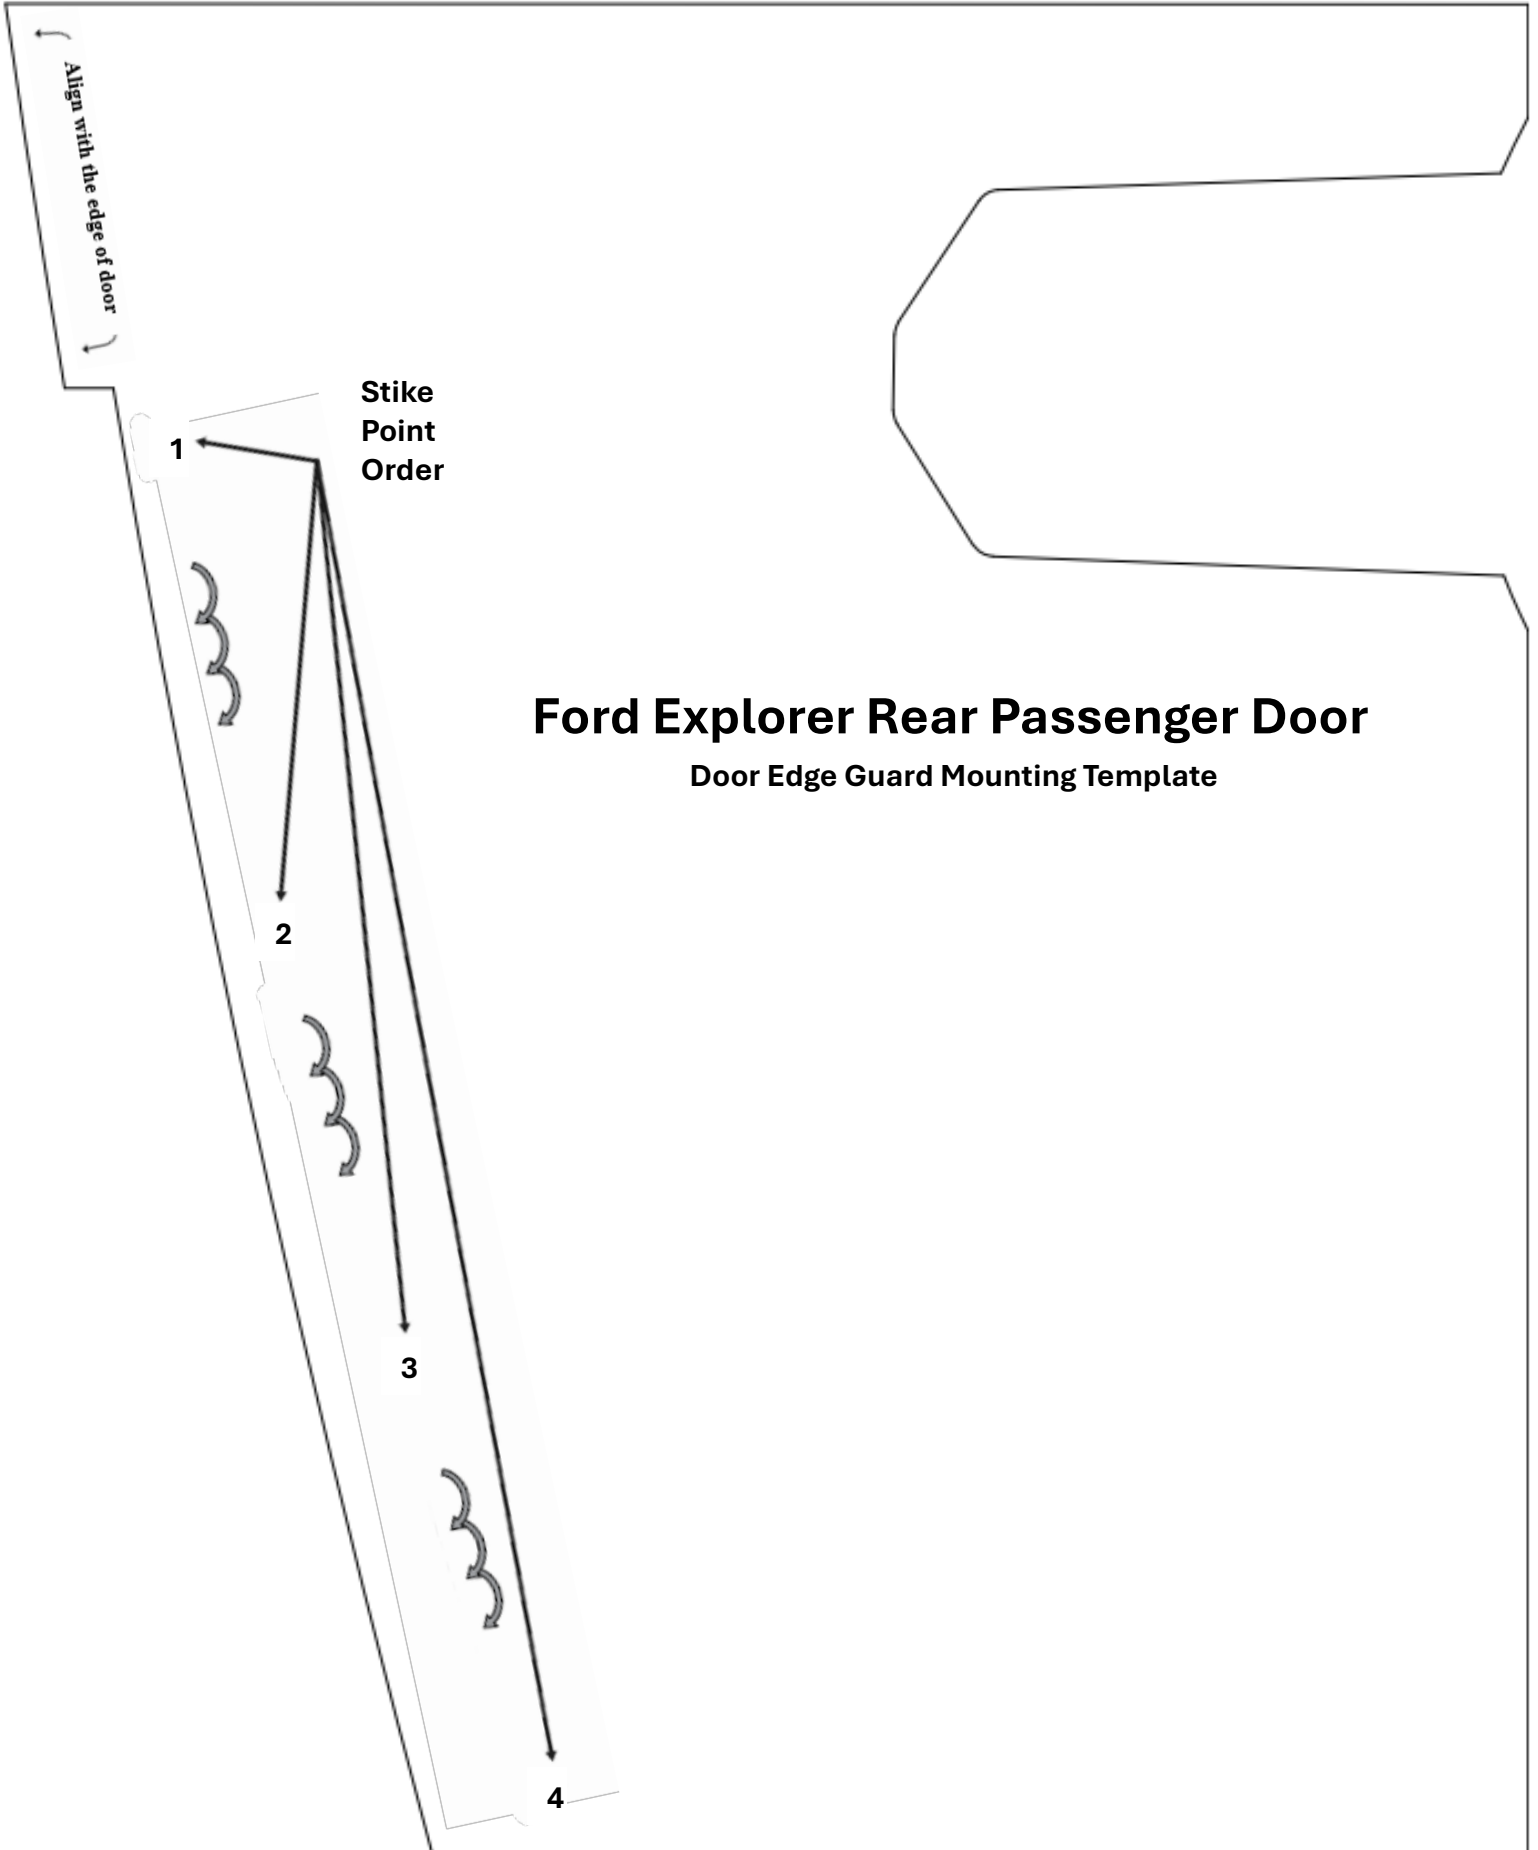 Align with the edge of door
Stike
Point
Order
1
Ford Explorer Rear Passenger Door
Door Edge Guard Mounting Template
2
3
4